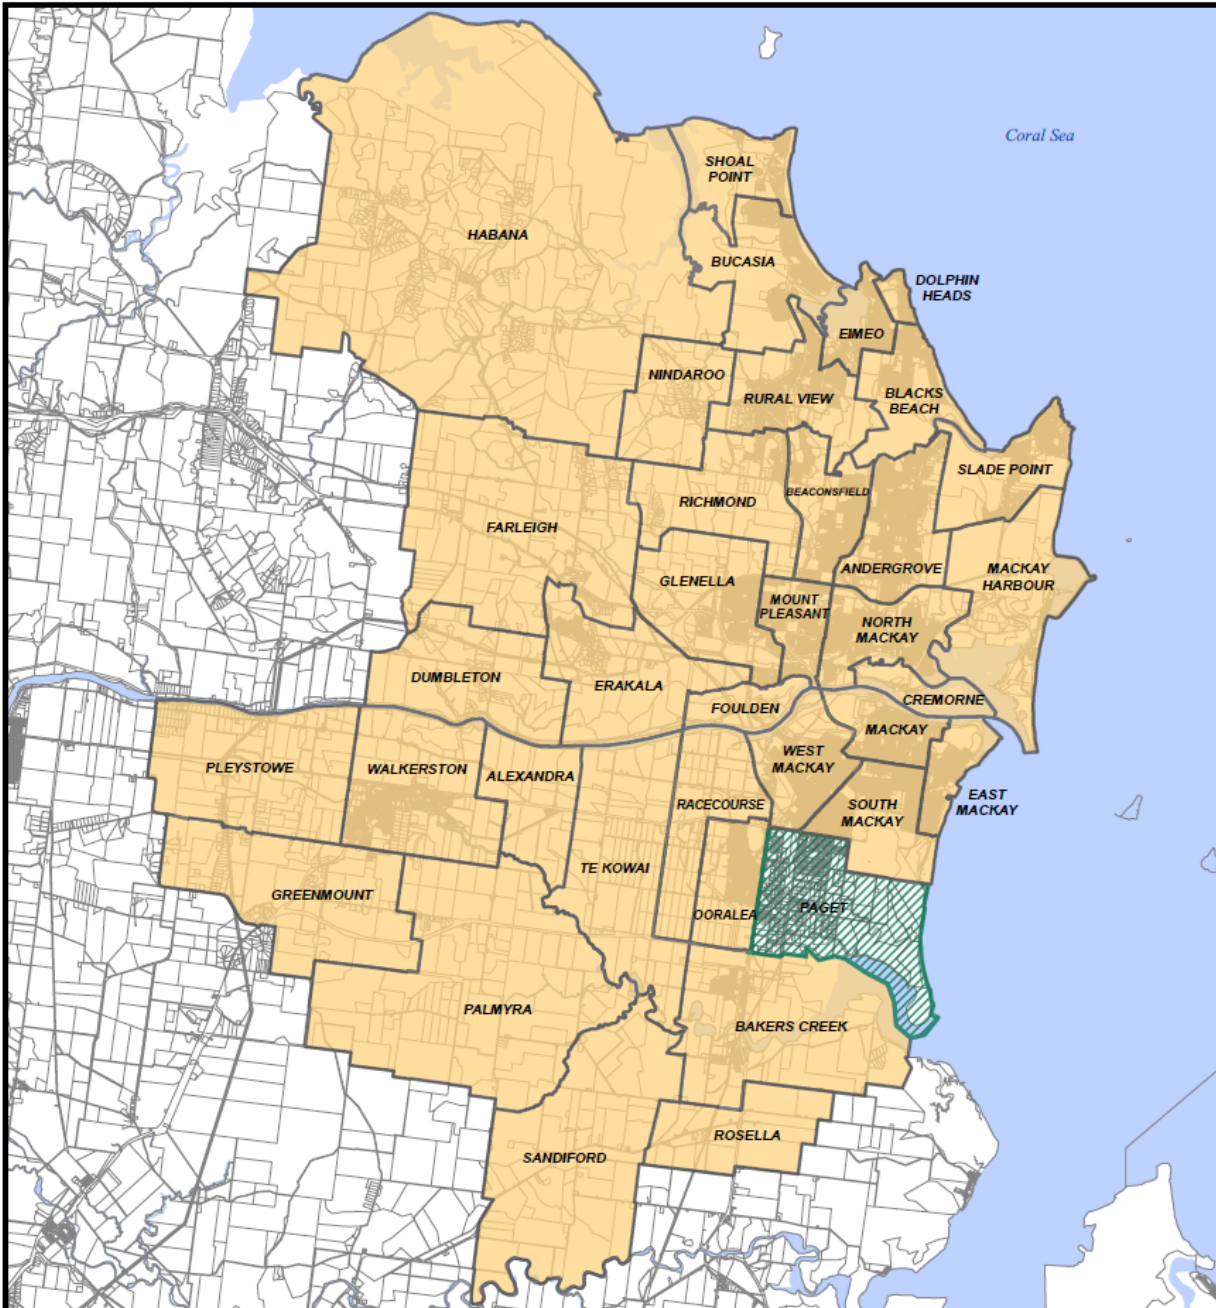 Coral Sea
SHOAL
POINT
HABANA
BUCASIA
DOLPHIN
HEADS
EIMEO
NINDAROO
RURAL VIEW
BLACKS
BEACH
SLADE POINT
BEACONSFIELD
RICHMOND
FARLEIGH
ANDERGROVE
MACKAY
HARBOUR
GLENELLA
MOUNT
PLEASANT
NORTH
MACKAY
DUMBLETON
ERAKALA
FOULDEN
CREMORNE
MACKAY
WEST
MACKAY
PLEYSTOWE
WALKERSTON
ALEXANDRA
RACECOURSE
SOUTH
MACKAY
EAST
MACKAY
TE KOWAI
GREENMOUNT
OORALEA
PAGET
PALMYRA
BAKERS CREEK
ROSELLA
SANDIFORD